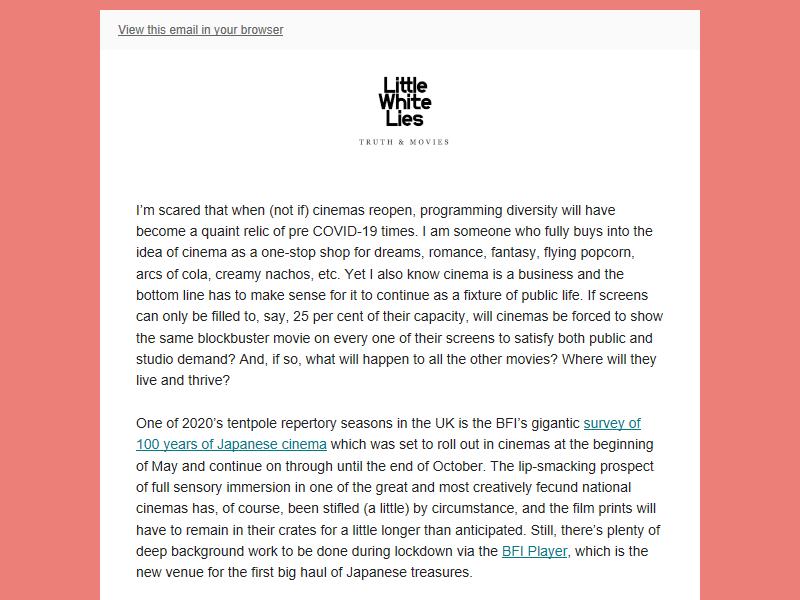 View this email in your browser
Little
White
Lies
TRUTH & MOVIES
I’m scared that when (not if) cinemas reopen, programming diversity will have
become a quaint relic of pre COVID-19 times. I am someone who fully buys into the
idea of cinema as a one-stop shop for dreams, romance, fantasy, flying popcorn,
arcs of cola, creamy nachos, etc. Yet I also know cinema is a business and the
bottom line has to make sense for it to continue as a fixture of public life. If screens
can only be filled to, say, 25 per cent of their capacity, will cinemas be forced to show
the same blockbuster movie on every one of their screens to satisfy both public and
studio demand? And, if so, what will happen to all the other movies? Where will they
live and thrive?
One of 2020’s tentpole repertory seasons in the UK is the BFI’s gigantic survey of
100 years of Japanese cinema which was set to roll out in cinemas at the beginning
of May and continue on through until the end of October. The lip-smacking prospect
of full sensory immersion in one of the great and most creatively fecund national
cinemas has, of course, been stifled (a little) by circumstance, and the film prints will
have to remain in their crates for a little longer than anticipated. Still, there’s plenty of
deep background work to be done during lockdown via the BFI Player, which is the
new venue for the first big haul of Japanese treasures.